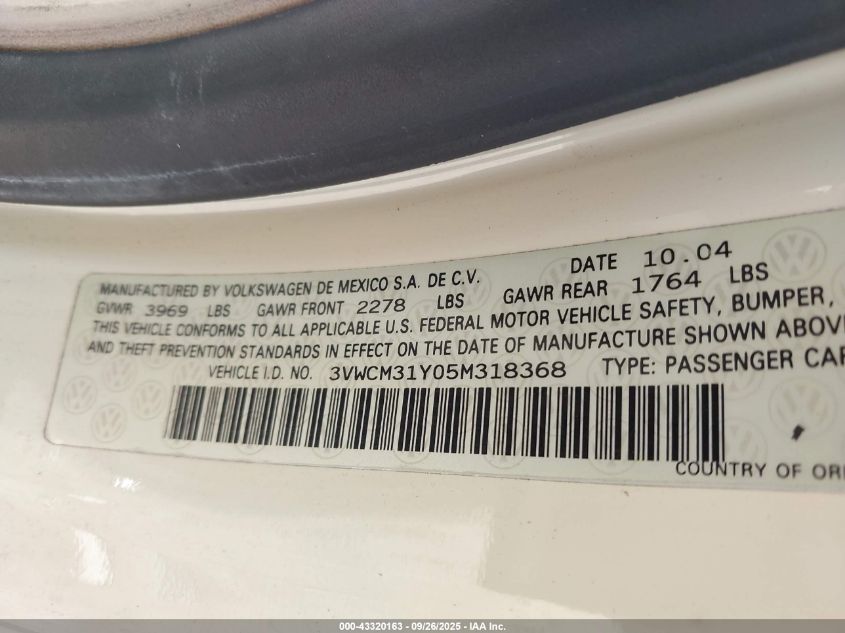 MANUFACTURED BY VOLKSWAGEN DE MEXICO S.A. DE C.V. DATE 10.04
GVWR 3969 LBS GAWR FRONT 2278 LBS GAWR REAR 1764 LBS
THIS VEHICLE CONFORMS TO ALL APPLICABLE U.S. FEDERAL MOTOR VEHICLE SAFETY, BUMPER,
AND THEFT PREVENTION STANDARDS IN EFFECT ON THE DATE OF MANUFACTURE SHOWN ABOVE
VEHICLE I.D. NO. 3VWCM31Y05M318368 TYPE: PASSENGER CAR
COUNTRY OF
000-43320163 - 09/26/2025 - IAA Inc.